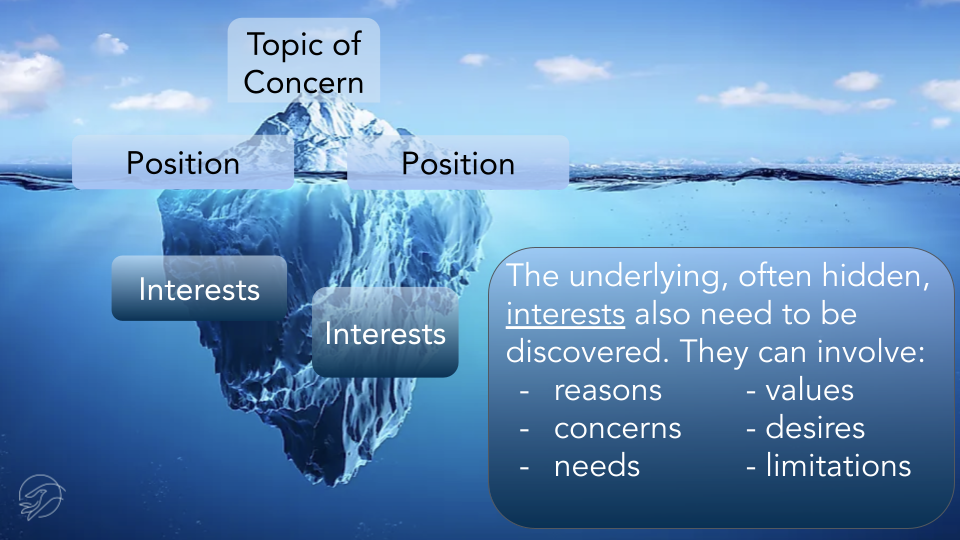 Topic of
Concern
Position
Position
Interests
Interests
The underlying, often hidden,
interests also need to be
discovered. They can involve:
- reasons - values
- concerns - desires
- needs - limitations